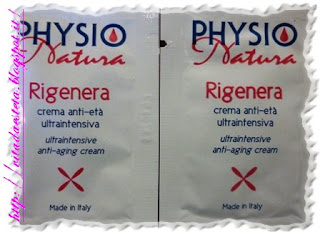 PHYSIO
Natura
Rigenera
crema anti-età
ultraintensiva
ultraintensive
anti-aging cream
Made in Italy
PHYSIO
Natura
Rigenera
crema anti-età
ultraintensiva
ultraintensive
anti-aging cream
Made in Italy